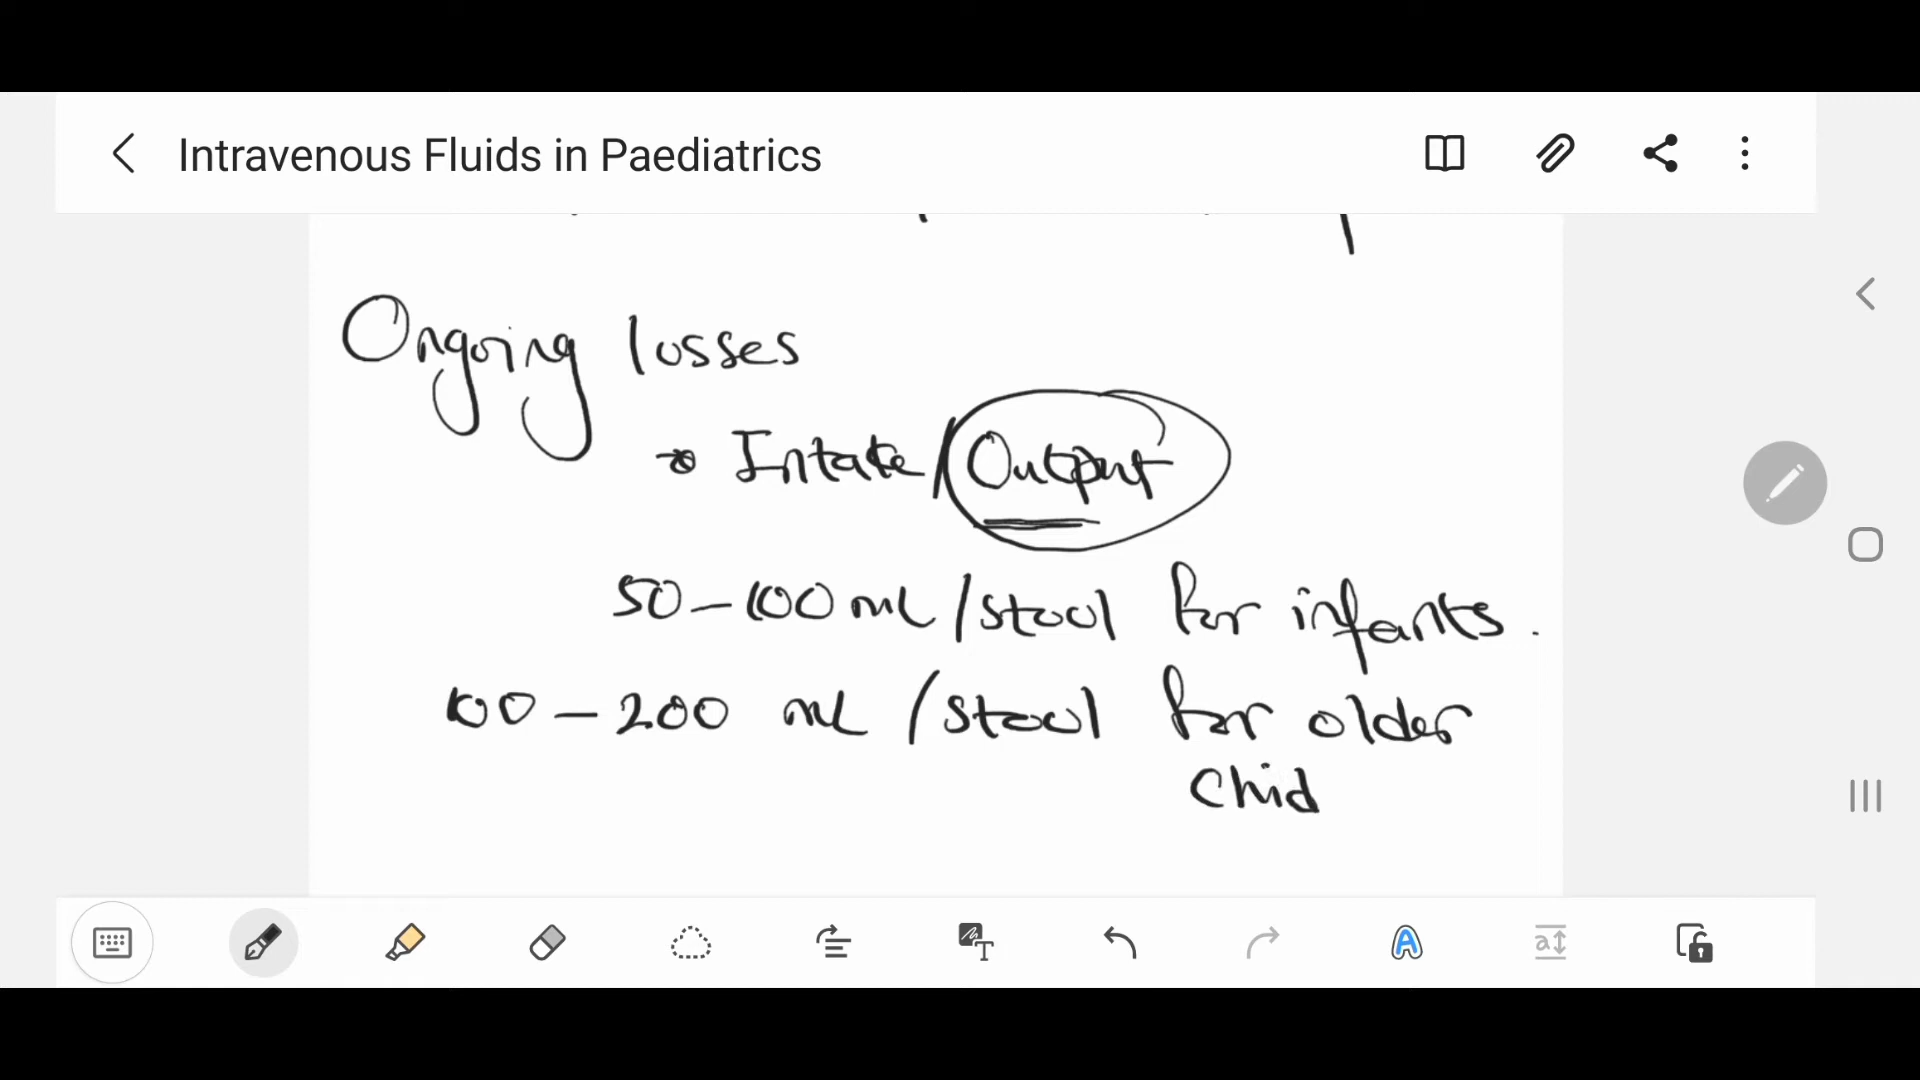 Intravenous Fluids in Paediatrics
Ongoing losses
Intake/Output
50-100 mL/stool for infants.
100-200 mL/stool for older
Chid